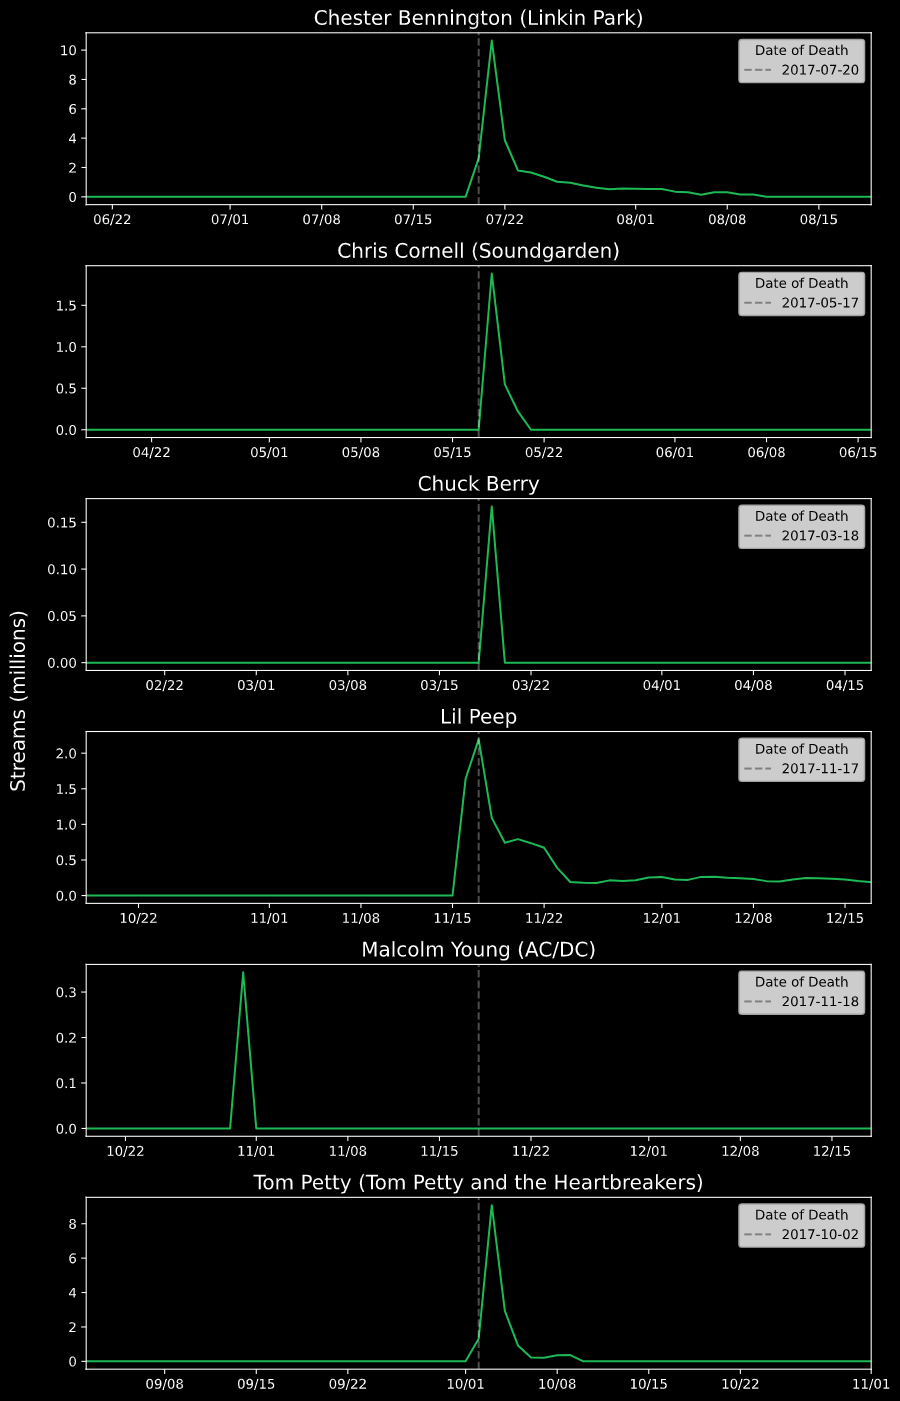 Chester Bennington (Linkin Park)
Date of Death
2017-07-20
10
8
6
4
2
0
06/22 07/01 07/08 07/15 07/22 08/01 08/08 08/15
Chris Cornell (Soundgarden)
Date of Death
2017-05-17
1.5
1.0
0.5
0.0
04/22 05/01 05/08 05/15 05/22 06/01 06/08 06/15
Chuck Berry
Date of Death
2017-03-18
0.15
0.10
0.05
0.00
02/22 03/01 03/08 03/15 03/22 04/01 04/08 04/15
Streams (millions)
Lil Peep
Date of Death
2017-11-17
2.0
1.5
1.0
0.5
0.0
10/22 11/01 11/08 11/15 11/22 12/01 12/08 12/15
Malcolm Young (AC/DC)
Date of Death
2017-11-18
0.3
0.2
0.1
0.0
10/22 11/01 11/08 11/15 11/22 12/01 12/08 12/15
Tom Petty (Tom Petty and the Heartbreakers)
Date of Death
2017-10-02
8
6
4
2
0
09/08 09/15 09/22 10/01 10/08 10/15 10/22 11/01